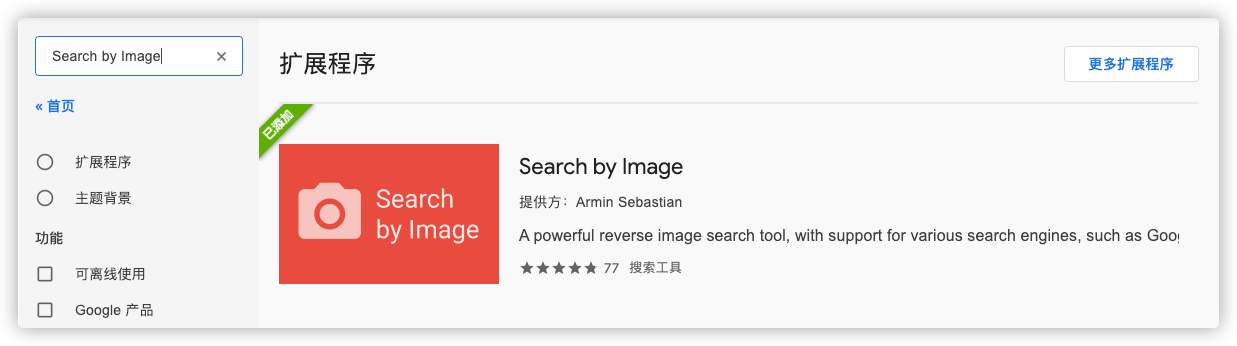 Search by Image
« 首页
扩展程序
主题背景
功能
可离线使用
Google 产品
扩展程序
更多扩展程序
已添加
Search
by Image
Search by Image
提供方：Armin Sebastian
A powerful reverse image search tool, with support for various search engines, such as Goog
77 搜索工具